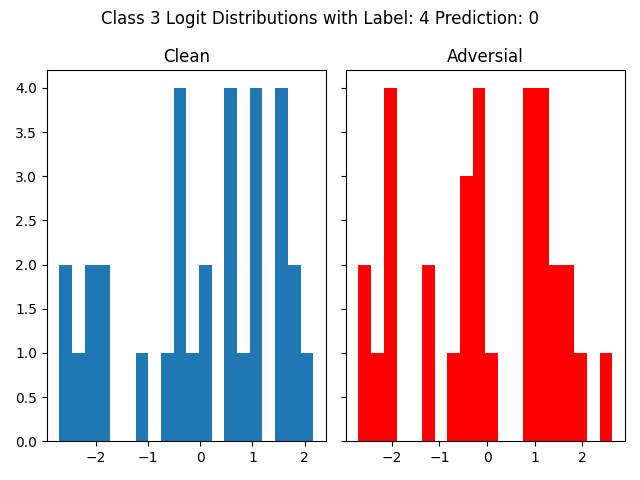 Class 3 Logit Distributions with Label: 4 Prediction: 0
Clean
Adversial
4.0
3.5
3.0
2.5
2.0
1.5
1.0
0.5
0.0
−2 −1 0 1 2
−2 −1 0 1 2